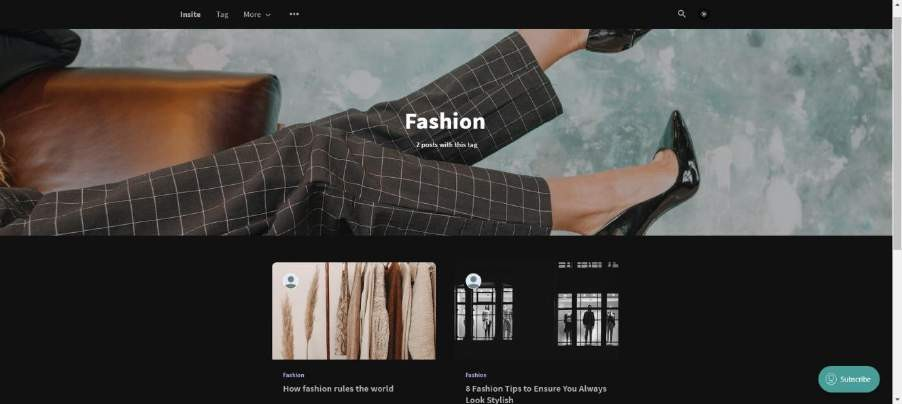 Insite Tag More
Fashion
2 posts with this tag
Fashion
How fashion rules the world
Fashion
8 Fashion Tips to Ensure You Always
Look Stylish
Subscribe